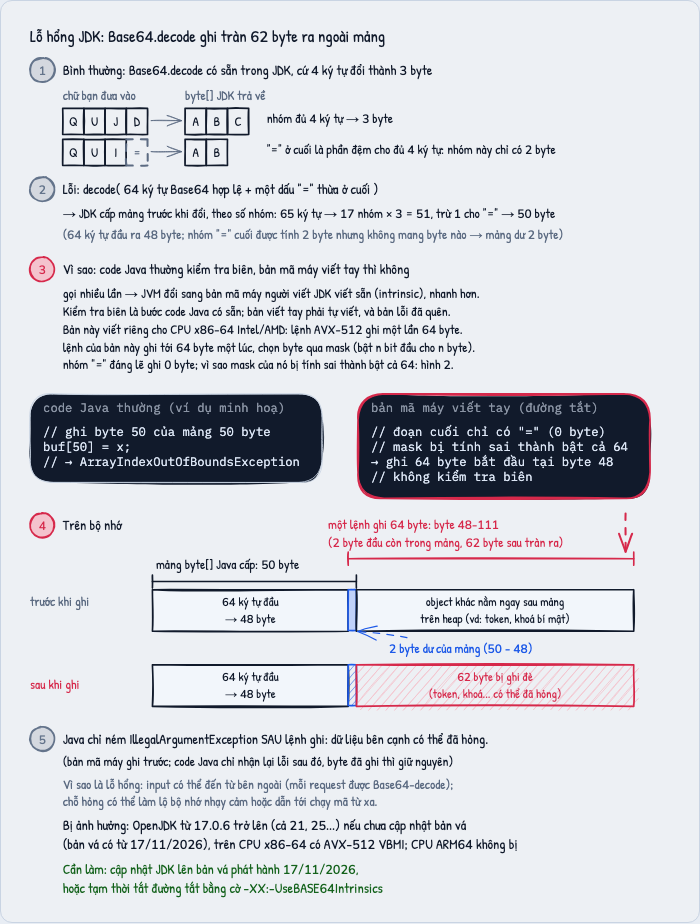 Lỗ hổng JDK: Base64.decode ghi tràn 62 byte ra ngoài mảng
1 Bình thường: Base64.decode có sẵn trong JDK, cứ 4 ký tự đổi thành 3 byte
chữ bạn đưa vào byte[] JDK trả về
Q U J D A B C nhóm đủ 4 ký tự → 3 byte
Q U I = A B "=" ở cuối là phần đệm cho đủ 4 ký tự: nhóm này chỉ có 2 byte
2 Lỗi: decode( 64 ký tự Base64 hợp lệ + một dấu "=" thừa ở cuối )
→ JDK cấp mảng trước khi đổi, theo số nhóm: 65 ký tự → 17 nhóm × 3 = 51, trừ 1 cho "=" → 50 byte
(64 ký tự đầu ra 48 byte; nhóm "=" cuối được tính 2 byte nhưng không mang byte nào → mảng dư 2 byte)
3 Vì sao: code Java thường kiểm tra biên, bản mã máy viết tay thì không
gọi nhiều lần → JVM đổi sang bản mã máy người viết JDK viết sẵn (intrinsic), nhanh hơn.
Kiểm tra biên là bước code Java có sẵn; bản viết tay phải tự viết, và bản lỗi đã quên.
Bản này viết riêng cho CPU x86-64 Intel/AMD: lệnh AVX-512 ghi một lần 64 byte.
lệnh của bản này ghi tới 64 byte một lúc, chọn byte qua mask (bật n bit đầu cho n byte).
nhóm "=" đáng lẽ ghi 0 byte; vì sao mask của nó bị tính sai thành bật cả 64: hình 2.
code Java thường (ví dụ minh hoạ)
// ghi byte 50 của mảng 50 byte
buf[50] = x;
// → ArrayIndexOutOfBoundsException
bản mã máy viết tay (đường tắt)
// đoạn cuối chỉ có "=" (0 byte)
// mask bị tính sai thành bật cả 64
→ ghi 64 byte bắt đầu tại byte 48
// không kiểm tra biên
4 Trên bộ nhớ
một lệnh ghi 64 byte: byte 48–111
(2 byte đầu còn trong mảng, 62 byte sau tràn ra)
mảng byte[] Java cấp: 50 byte
trước khi ghi
64 ký tự đầu
→ 48 byte
object khác nằm ngay sau mảng
trên heap (vd: token, khoá bí mật)
2 byte dư của mảng (50 – 48)
sau khi ghi
64 ký tự đầu
→ 48 byte
62 byte bị ghi đè
(token, khoá... có thể đã hỏng)
5 Java chỉ ném IllegalArgumentException SAU lệnh ghi: dữ liệu bên cạnh có thể đã hỏng.
(bản mã máy ghi trước; code Java chỉ nhận lại lỗi sau đó, byte đã ghi thì giữ nguyên)
Vì sao là lỗ hổng: input có thể đến từ bên ngoài (mỗi request được Base64-decode);
chỗ hỏng có thể làm lộ bộ nhớ nhạy cảm hoặc dẫn tới chạy mã từ xa.
Bị ảnh hưởng: OpenJDK từ 17.0.6 trở lên (cả 21, 25...) nếu chưa cập nhật bản vá
(bản vá có từ 17/11/2026), trên CPU x86-64 có AVX-512 VBMI; CPU ARM64 không bị
Cần làm: cập nhật JDK lên bản vá phát hành 17/11/2026,
hoặc tạm thời tắt đường tắt bằng cờ -XX:-UseBASE64Intrinsics